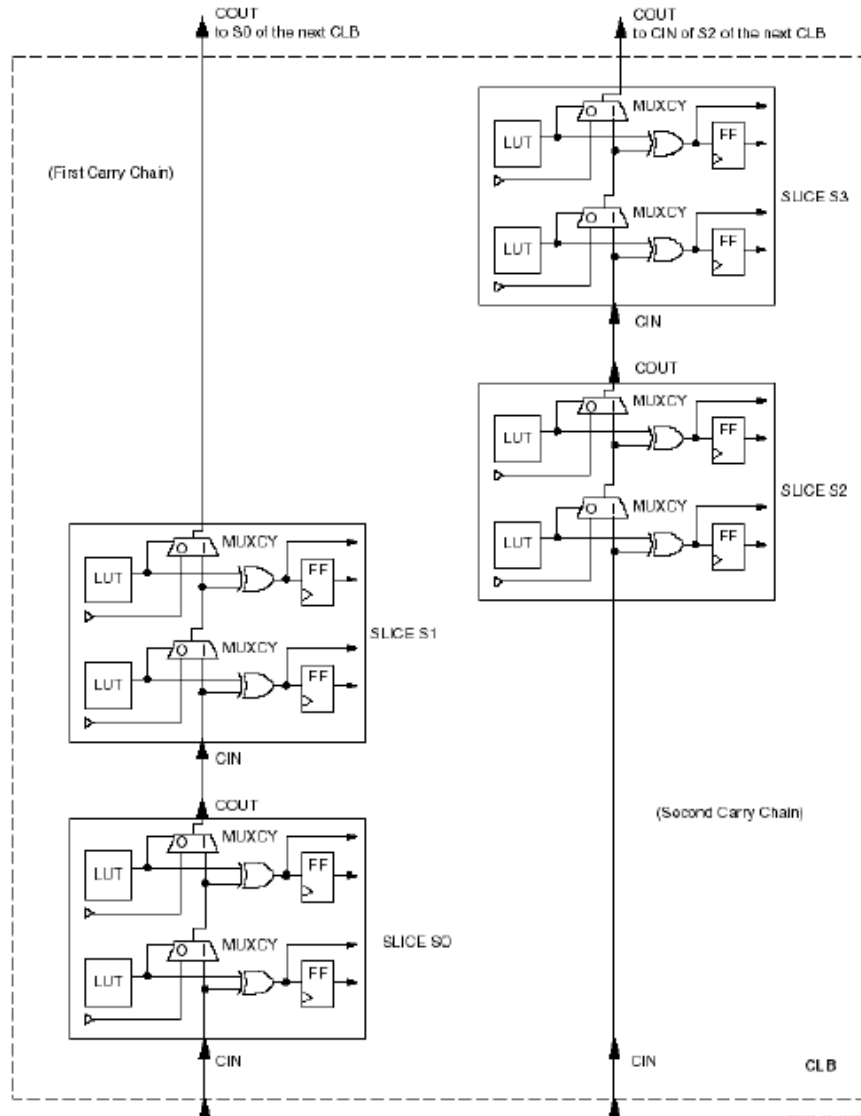 COUT
to S0 of the next CLB
COUT
to CIN of S2 of the next CLB
(First Carry Chain)
O I MUXCY
LUT
FF
SLICE S3
O I MUXCY
LUT
FF
CIN
COUT
O I MUXCY
LUT
FF
SLICE S2
O I MUXCY
LUT
FF
O I MUXCY
LUT
FF
SLICE S1
O I MUXCY
LUT
FF
CIN
COUT
(Second Carry Chain)
O I MUXCY
LUT
FF
SLICE S0
O I MUXCY
LUT
FF
CIN
CIN
CLB